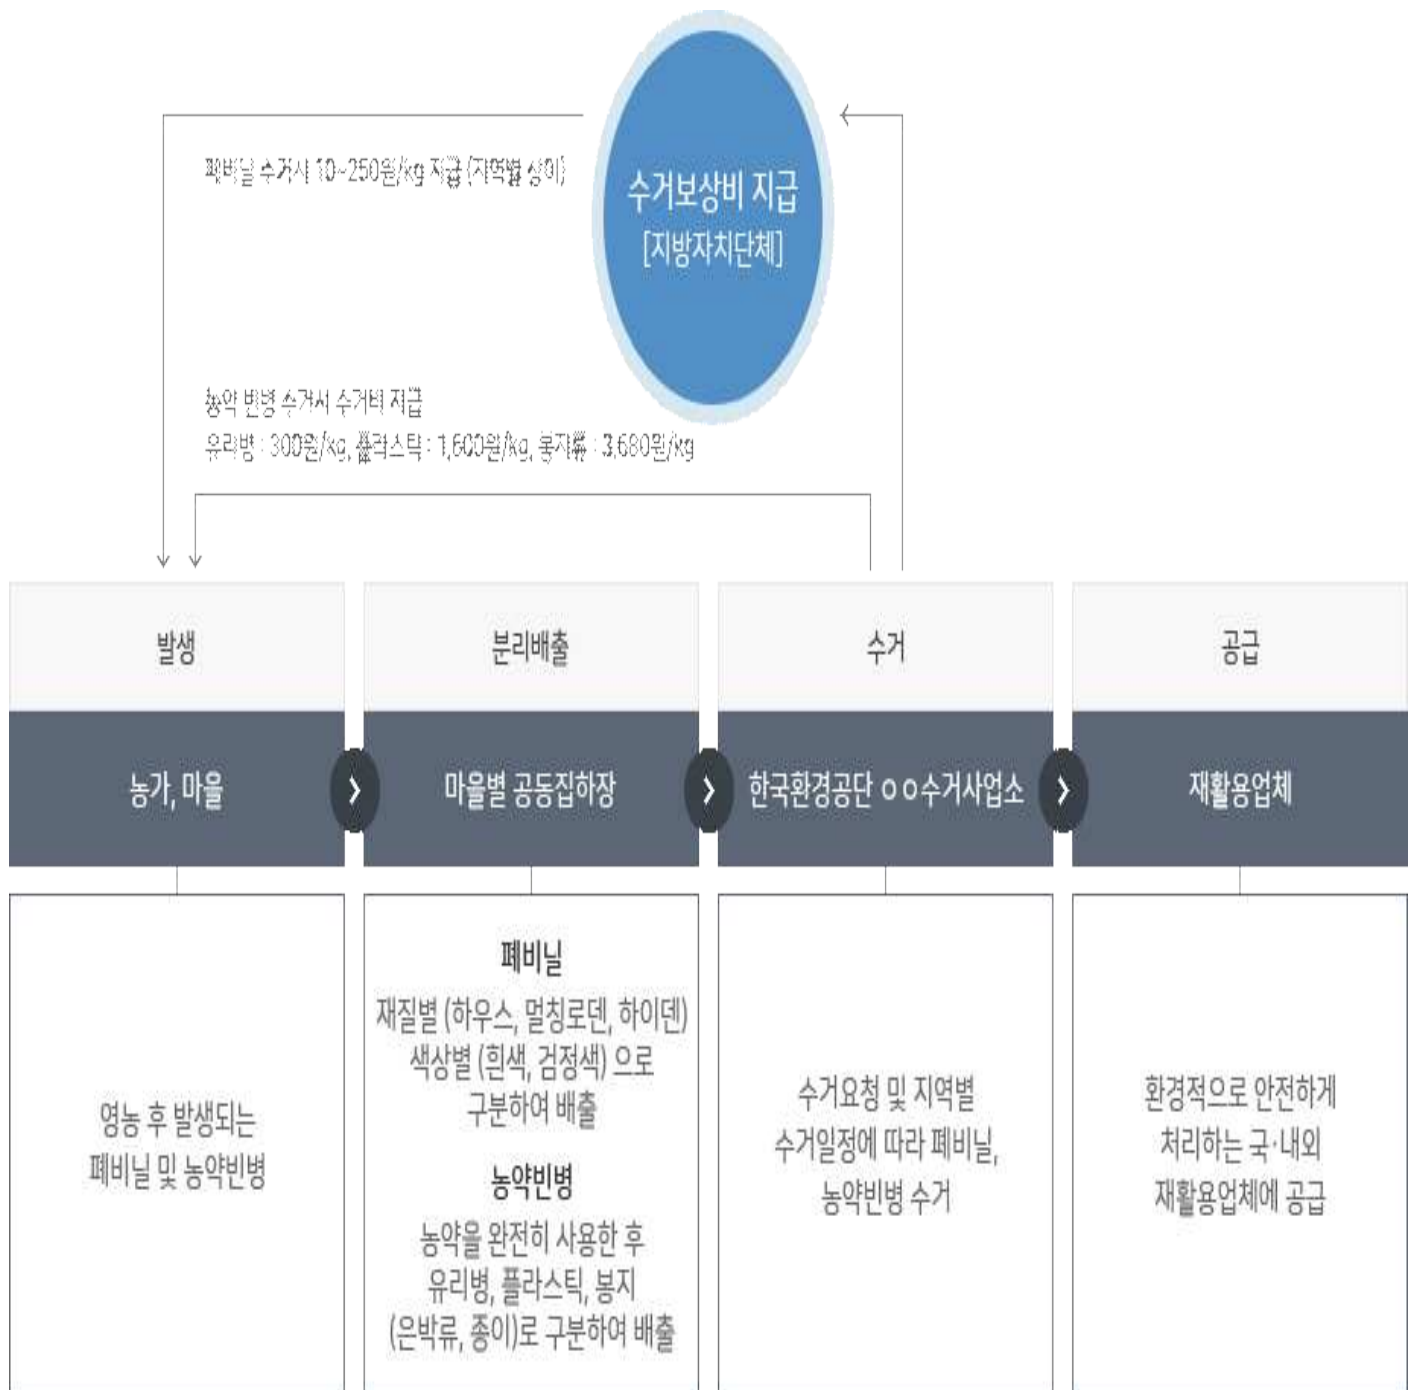 폐비닐 수거시 10~250원/kg 지급 (지역별 상이)
수거보상비 지급
[지방자치단체]
농약 빈병 수거시 수거비 지급
유리병 : 300원/kg, 플라스틱 : 1,600원/kg, 봉지류 : 3,680원/kg
발생
분리배출
수거
공급
농가, 마을
마을별 공동집하장
한국환경공단 ㅇㅇ수거사업소
재활용업체
영농 후 발생되는
폐비닐 및 농약빈병
폐비닐
재질별 (하우스, 멀칭로덴, 하이덴)
색상별 (흰색, 검정색) 으로
구분하여 배출
농약빈병
농약을 완전히 사용한 후
유리병, 플라스틱, 봉지
(은박류, 종이)로 구분하여 배출
수거요청 및 지역별
수거일정에 따라 폐비닐,
농약빈병 수거
환경적으로 안전하게
처리하는 국·내외
재활용업체에 공급